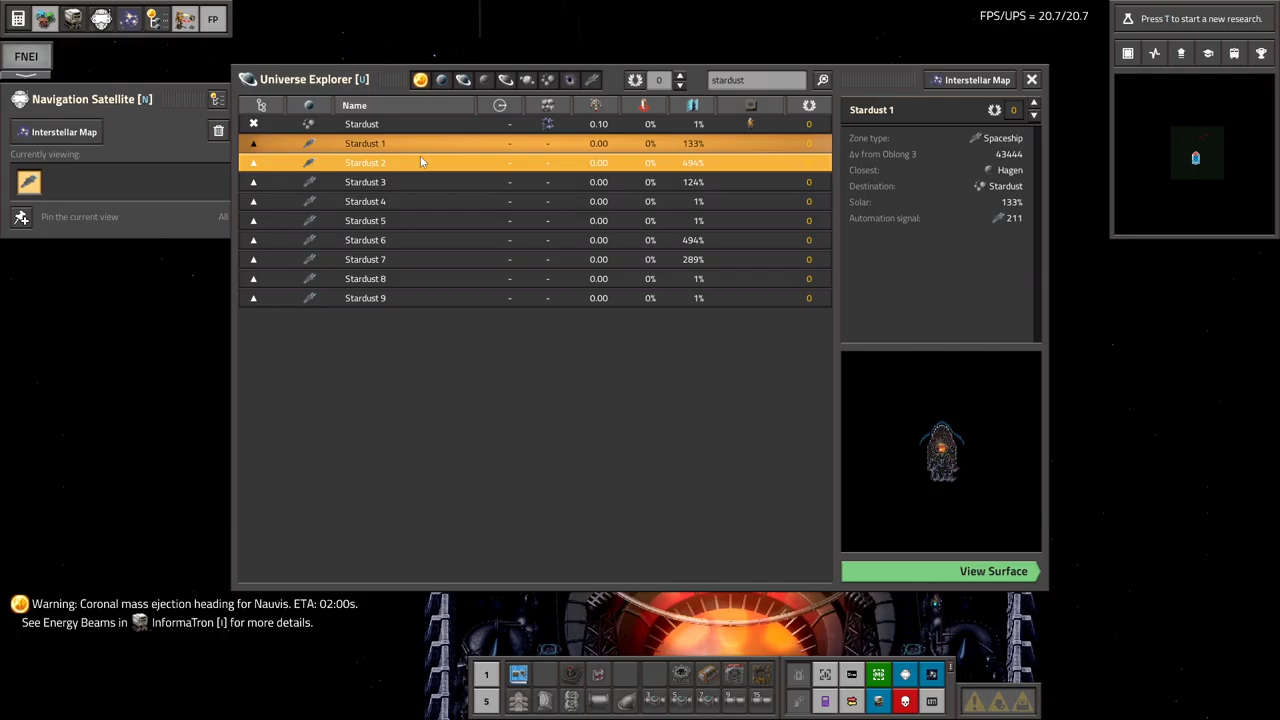 FP
FPS/UPS = 20.7/20.7
Press T to start a new research.
FNEI
Navigation Satellite [N]
Interstellar Map
Currently viewing:
Pin the current view
All
Universe Explorer [U]
0
stardust
Interstellar Map
Name
Stardust - 0.10 0% 1% 0
Stardust 1 - - 0.00 0% 133% 0
Stardust 2 - - 0.00 0% 494% 0
Stardust 3 - - 0.00 0% 124% 0
Stardust 4 - - 0.00 0% 1% 0
Stardust 5 - - 0.00 0% 1% 0
Stardust 6 - - 0.00 0% 494% 0
Stardust 7 - - 0.00 0% 289% 0
Stardust 8 - - 0.00 0% 1% 0
Stardust 9 - - 0.00 0% 1% 0
Stardust 1 0
Zone type: Spaceship
Δv from Oblong 3 43444
Closest: Hagen
Destination: Stardust
Solar: 133%
Automation signal: 211
View Surface
Warning: Coronal mass ejection heading for Nauvis. ETA: 02:00s.
See Energy Beams in InformaTron [I] for more details.
1
5
3 5 7 9 15